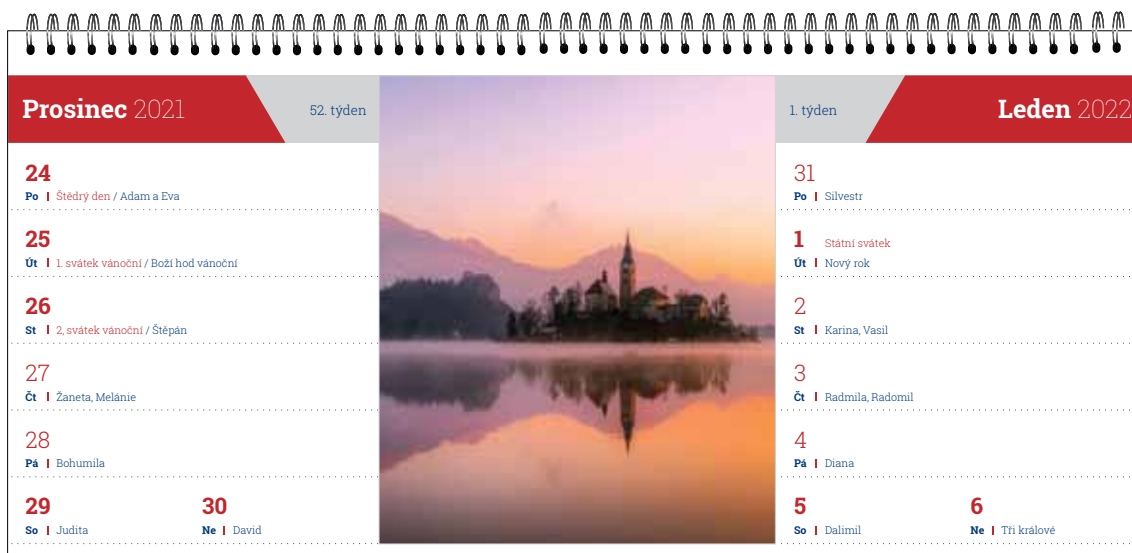 Prosinec 2021
52. týden
24
Po Štědrý den / Adam a Eva
25
Út 1. svátek vánoční / Boží hod vánoční
26
St 2, svátek vánoční / Štěpán
27
Čt Žaneta, Melánie
28
Pá Bohumila
29 30
So Judita Ne David
1. týden
Leden 2022
31
Po Silvestr
1 Státní svátek
Út Nový rok
2
St Karina, Vasil
3
Čt Radmila, Radomil
4
Pá Diana
5 6
So Dalimil Ne Tři králové